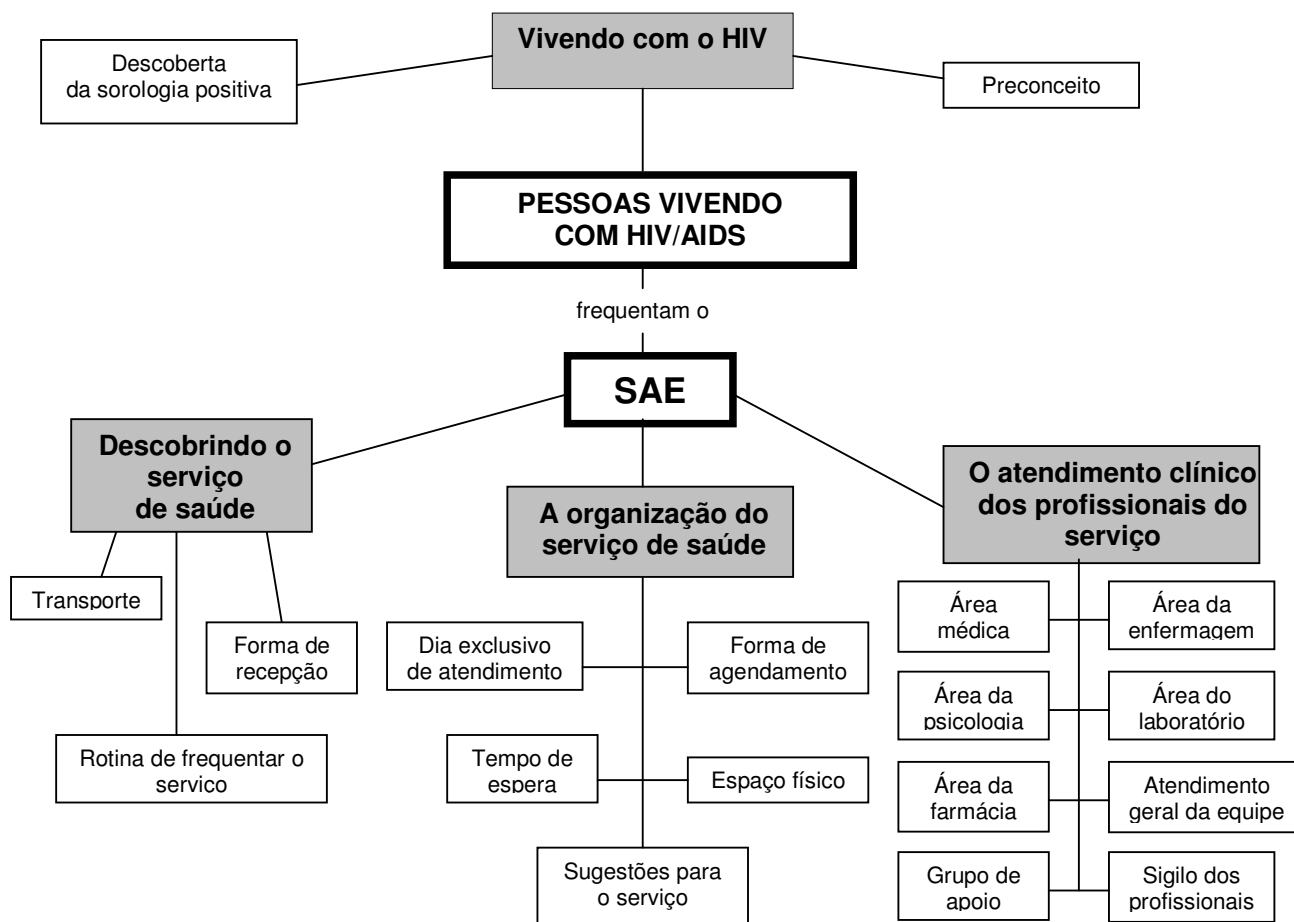 Vivendo com o HIV
Descoberta
da sorologia positiva
Preconceito
PESSOAS VIVENDO
COM HIV/AIDS
frequentam o
SAE
Descobrindo o
serviço
de saúde
Transporte
Forma de
recepção
Rotina de frequentar o
servico
A organização do
serviço de saúde
Dia exclusivo
de atendimento
Forma de
agendamento
Tempo de
espera
Espaço físico
Sugestões para
o serviço
O atendimento clínico
dos profissionais do
serviço
Área
médica
Área da
enfermagem
Área da
psicologia
Área do
laboratório
Área da
farmácia
Atendimento
geral da equipe
Grupo de
apoio
Sigilo dos
profissionais